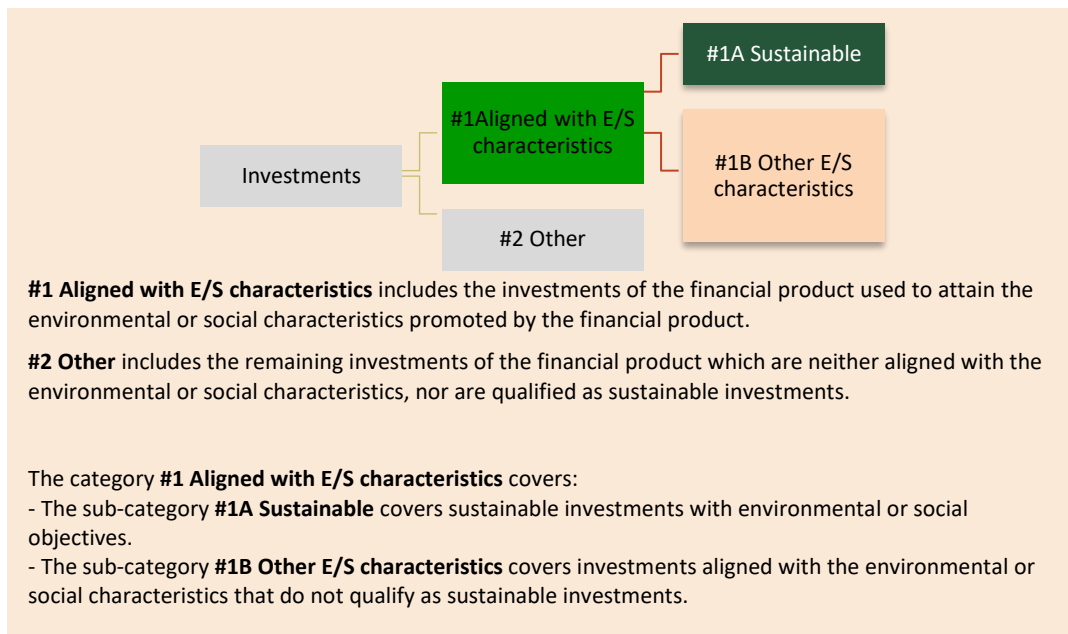 #1A Sustainable
#1Aligned with E/S
characteristics
#1B Other E/S
characteristics
Investments
#2 Other
#1 Aligned with E/S characteristics includes the investments of the financial product used to attain the
environmental or social characteristics promoted by the financial product.
#2 Other includes the remaining investments of the financial product which are neither aligned with the
environmental or social characteristics, nor are qualified as sustainable investments.
The category #1 Aligned with E/S characteristics covers:
- The sub-category #1A Sustainable covers sustainable investments with environmental or social
objectives.
- The sub-category #1B Other E/S characteristics covers investments aligned with the environmental or
social characteristics that do not qualify as sustainable investments.